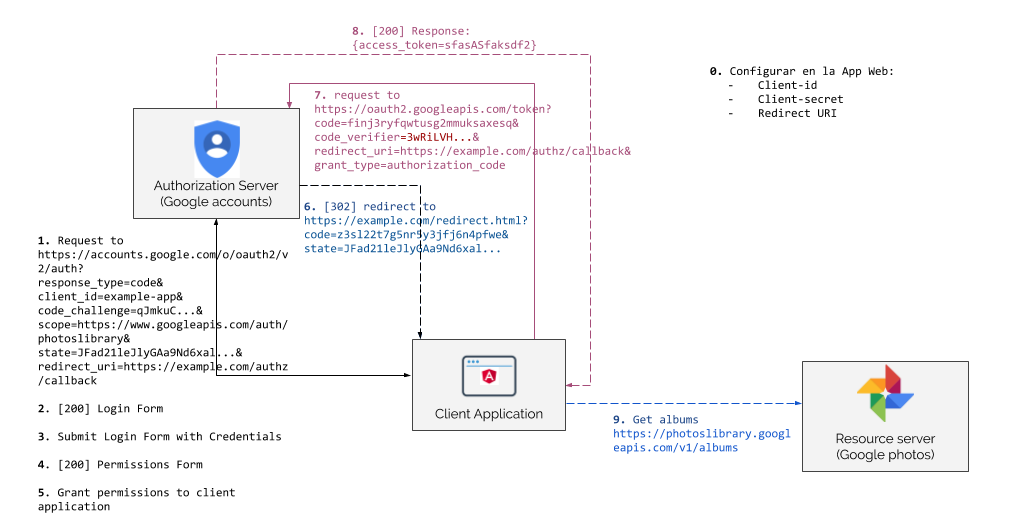 8. [200] Response:
{access_token=sfasASfaksdf2}
0. Configurar en la App Web:
- Client-id
- Client-secret
- Redirect URI
7. request to
https://oauth2.googleapis.com/token?
code=finj3ryfqwtusg2mmuksaxesq&
code_verifier=3wRiLVH...&
redirect_uri=https://example.com/authz/callback&
grant_type=authorization_code
Authorization Server
(Google accounts)
6. [302] redirect to
https://example.com/redirect.html?
code=z3sl22t7g5nr5y3jfj6n4pfwe&
state=JFad21leJlyGAa9Nd6xal...
1. Request to
https://accounts.google.com/o/oauth2/v
2/auth?
response_type=code&
client_id=example-app&
code_challenge=qJmkuC...&
scope=https://www.googleapis.com/auth/
photoslibrary&
state=JFad21leJlyGAa9Nd6xal...&
redirect_uri=https://example.com/authz
/callback
2. [200] Login Form
3. Submit Login Form with Credentials
4. [200] Permissions Form
5. Grant permissions to client
application
A
Client Application
9. Get albums
https://photoslibrary.googl
eapis.com/v1/albums
Resource server
(Google photos)